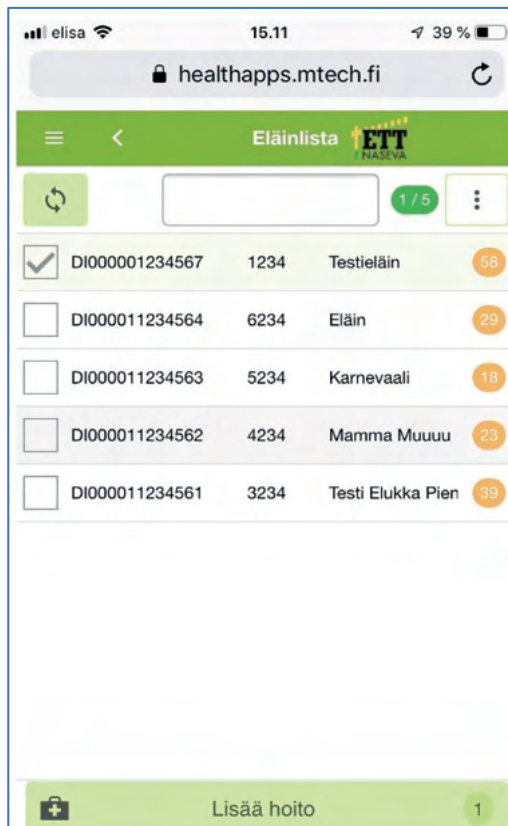 elisa 15.11 39 %
healthapps.mtech.fi
Eläinlista ETT
NASEVA
1 / 5
DI000001234567 1234 Testieläin 58
DI000011234564 6234 Eläin 29
DI000011234563 5234 Karnevaali 18
DI000011234562 4234 Mamma Muuuu 23
DI000011234561 3234 Testi Elukka Pien 39
Lisää hoito 1